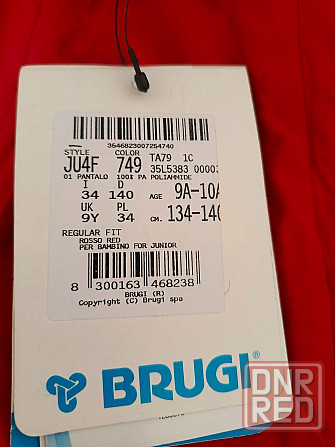 3646823007254740
STYLE COLOR TA79 1C
JU4F 749 35L5383 00003
01 PANTALO 100% PA POLIAMMIDE
I D
34 140 AGE 9A-10A
UK PL
9Y 34 CM. 134-140
REGULAR FIT
ROSSO RED
PER BAMBINO FOR JUNIOR
8 300163 468238
BRUGI (R)
Copyright (C) Brugi spa
BRUGI®
DNR
RED